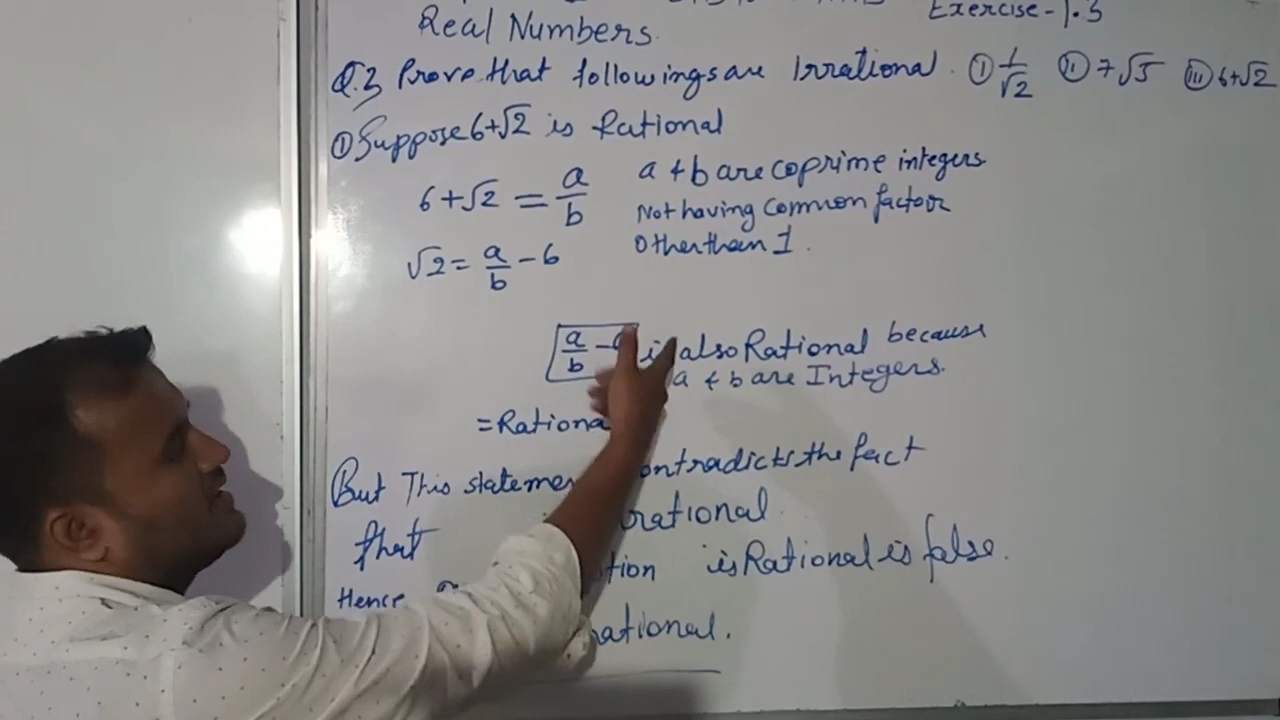 Exercise-1.3
Real Numbers.
Q.3 Prove that followings are Irrational. (I) 1/√2 (II) 7√5 (III) 6+√2
(I) Suppose 6+√2 is Rational
6+√2 = a/b a & b are coprime integers
Not having common factor
Other than 1.
√2 = a/b - 6
a/b - is also Rational because
a & b are Integers.
= Rationa
But This statemen ontradicts the fact
that rational
Hence tion is Rational is false.
rational.